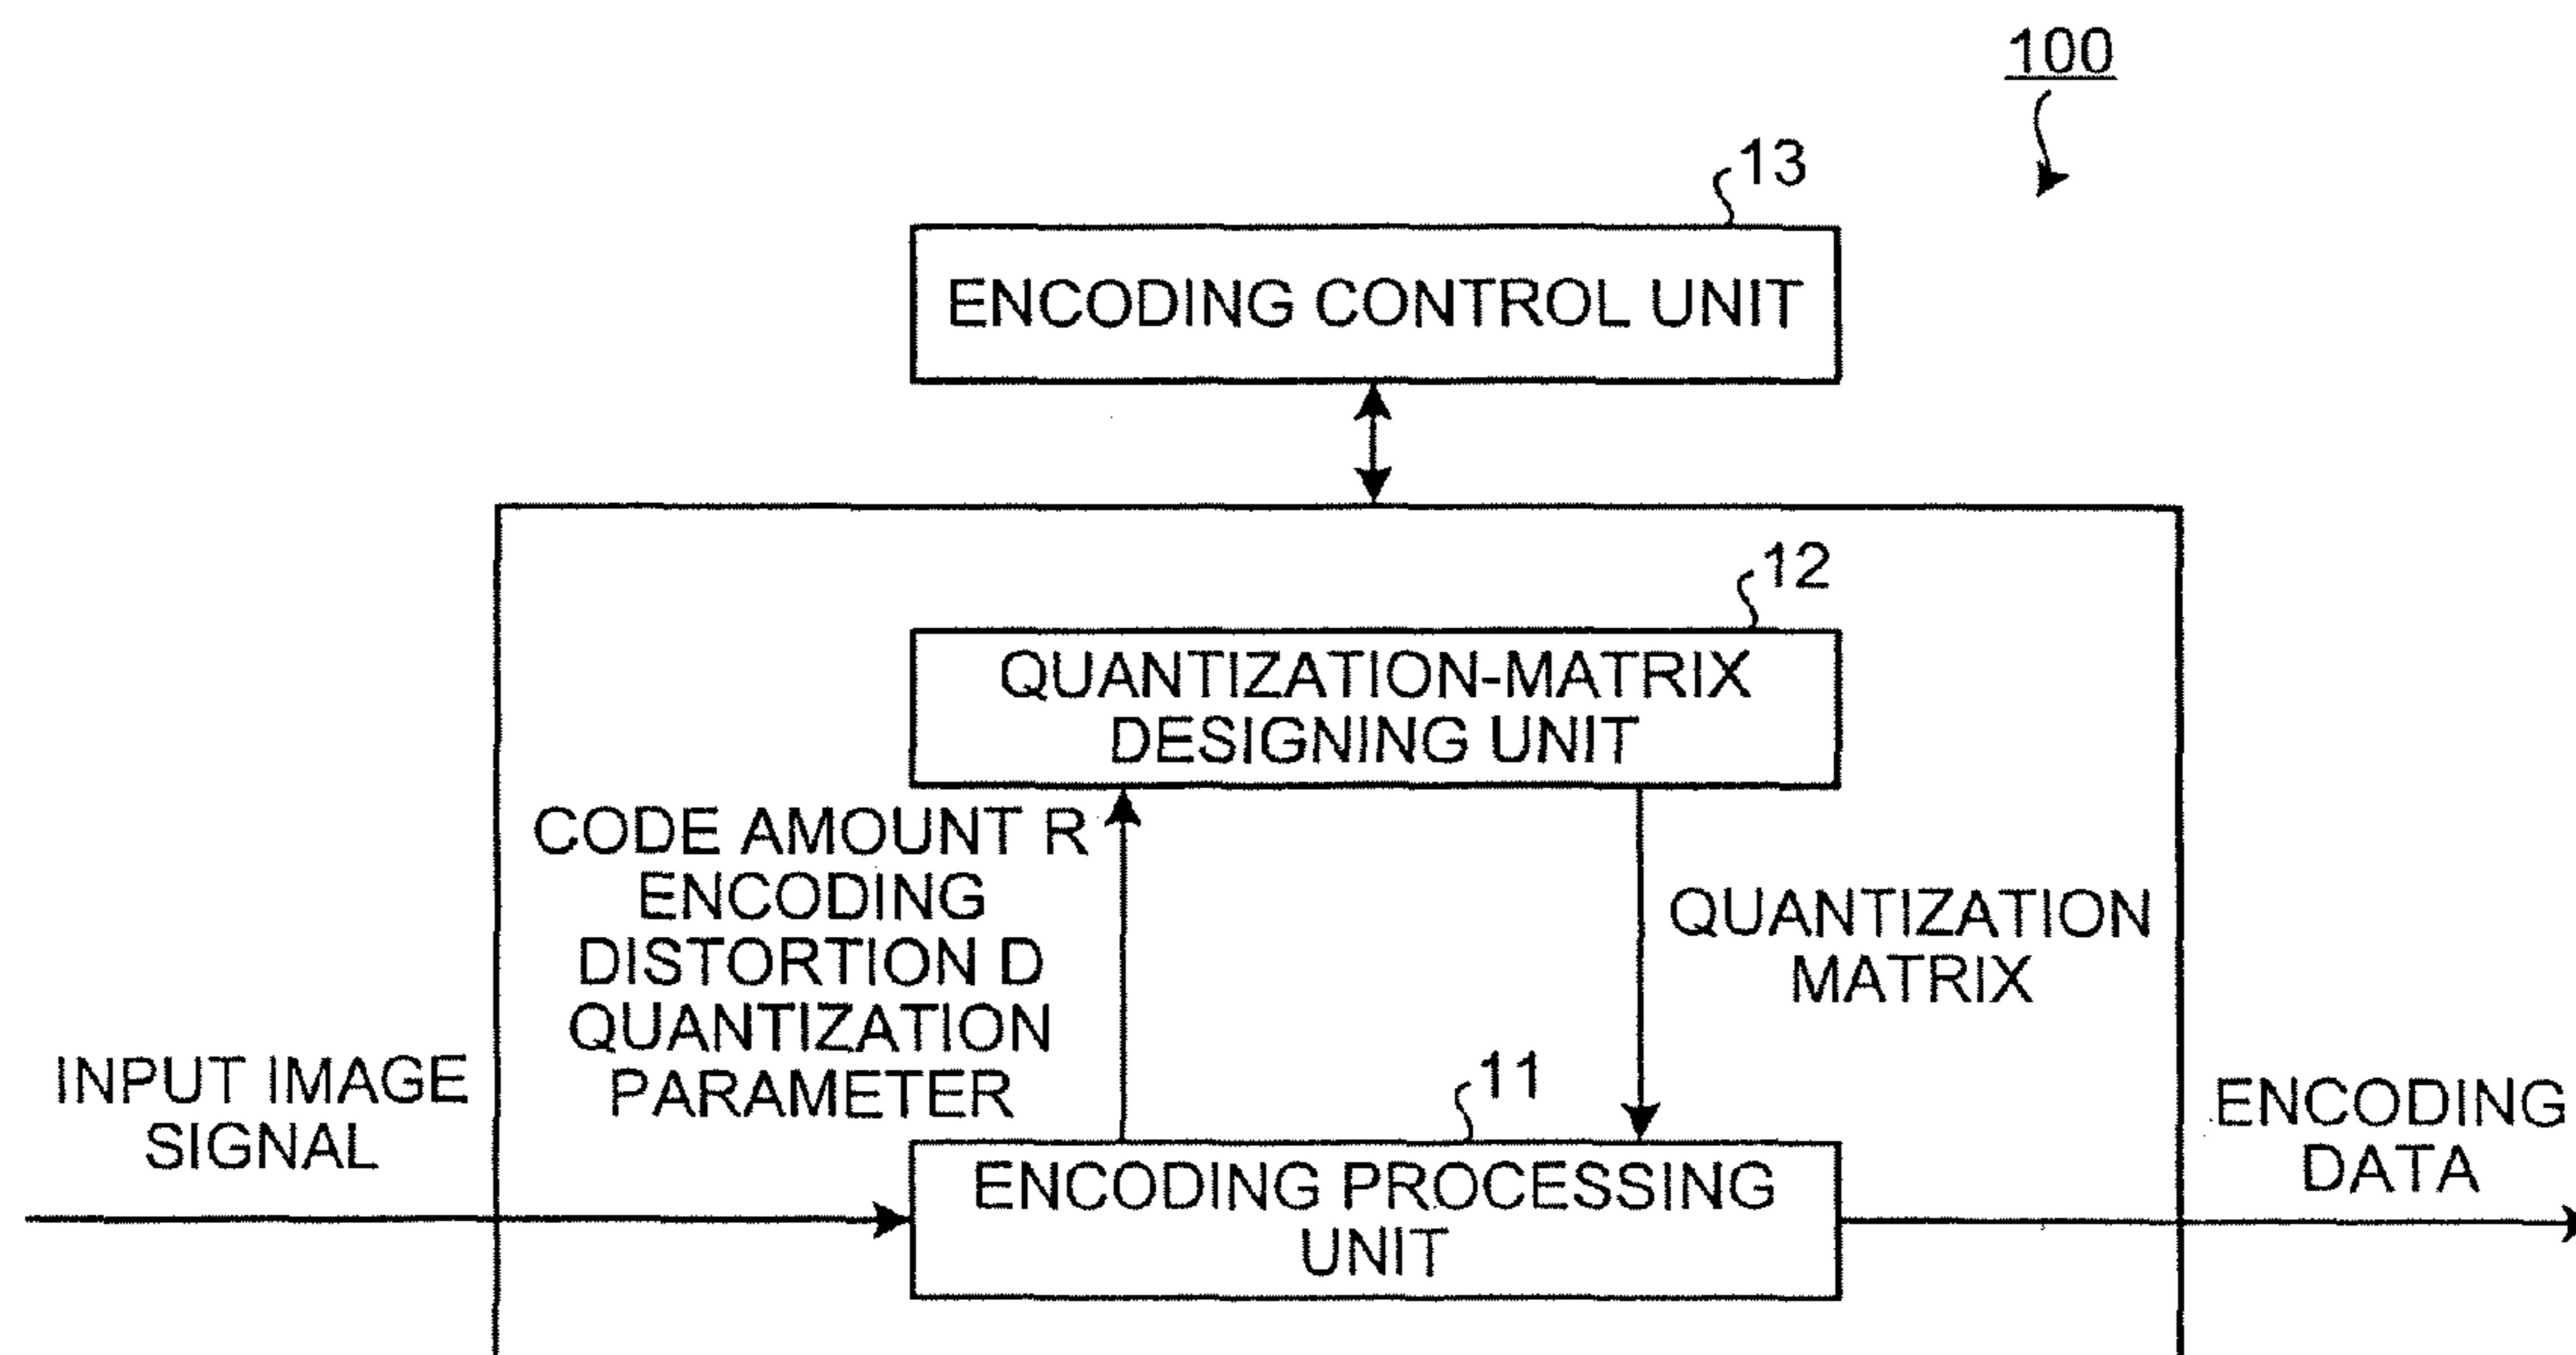 100
13
ENCODING CONTROL UNIT
12
QUANTIZATION-MATRIX
DESIGNING UNIT
CODE AMOUNT R
ENCODING
DISTORTION D
QUANTIZATION
PARAMETER
QUANTIZATION
MATRIX
INPUT IMAGE
SIGNAL
11
ENCODING PROCESSING
UNIT
ENCODING
DATA